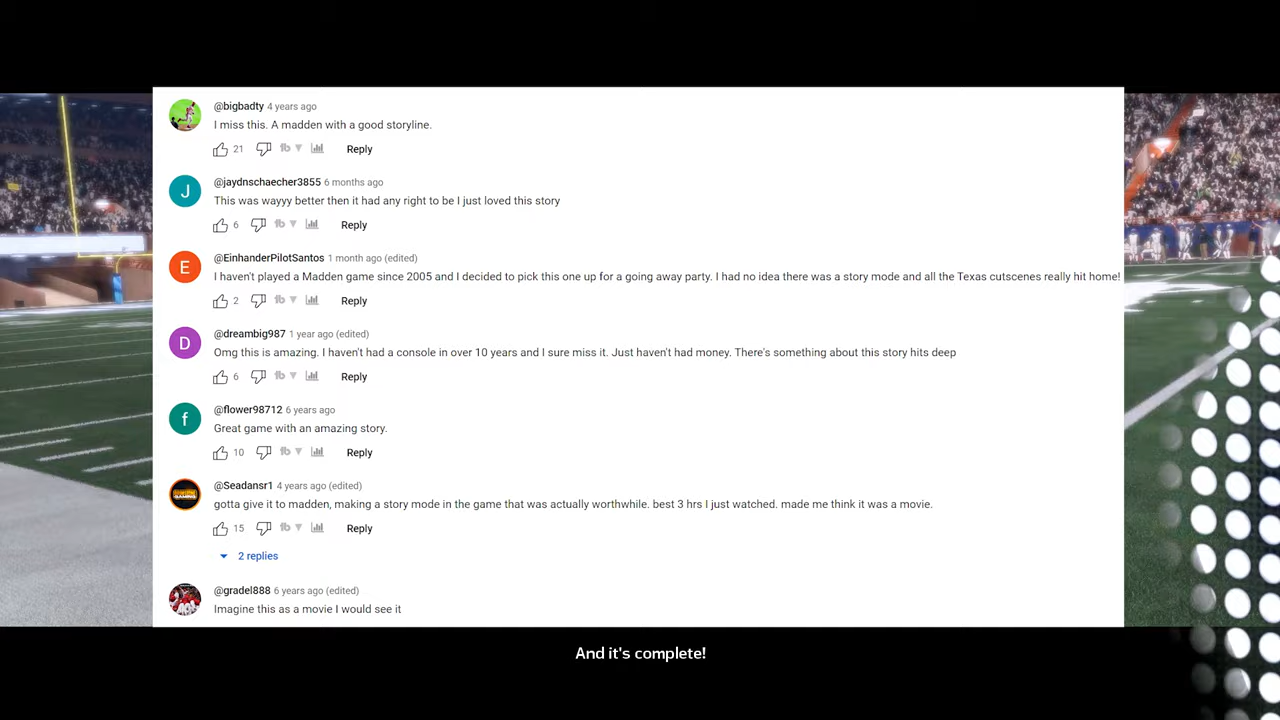 @bigbadty 4 years ago
I miss this. A madden with a good storyline.
21 Reply
@jaydnschaecher3855 6 months ago
J
This was wayyy better then it had any right to be I just loved this story
6 Reply
@EinhanderPilotSantos 1 month ago (edited)
E
I haven't played a Madden game since 2005 and I decided to pick this one up for a going away party. I had no idea there was a story mode and all the Texas cutscenes really hit home!
2 Reply
@dreambig987 1 year ago (edited)
D
Omg this is amazing. I haven't had a console in over 10 years and I sure miss it. Just haven't had money. There's something about this story hits deep
6 Reply
@flower98712 6 years ago
f
Great game with an amazing story.
10 Reply
@Seadansr1 4 years ago (edited)
gotta give it to madden, making a story mode in the game that was actually worthwhile. best 3 hrs I just watched. made me think it was a movie.
15 Reply
2 replies
@gradel888 6 years ago (edited)
Imagine this as a movie I would see it
And it's complete!